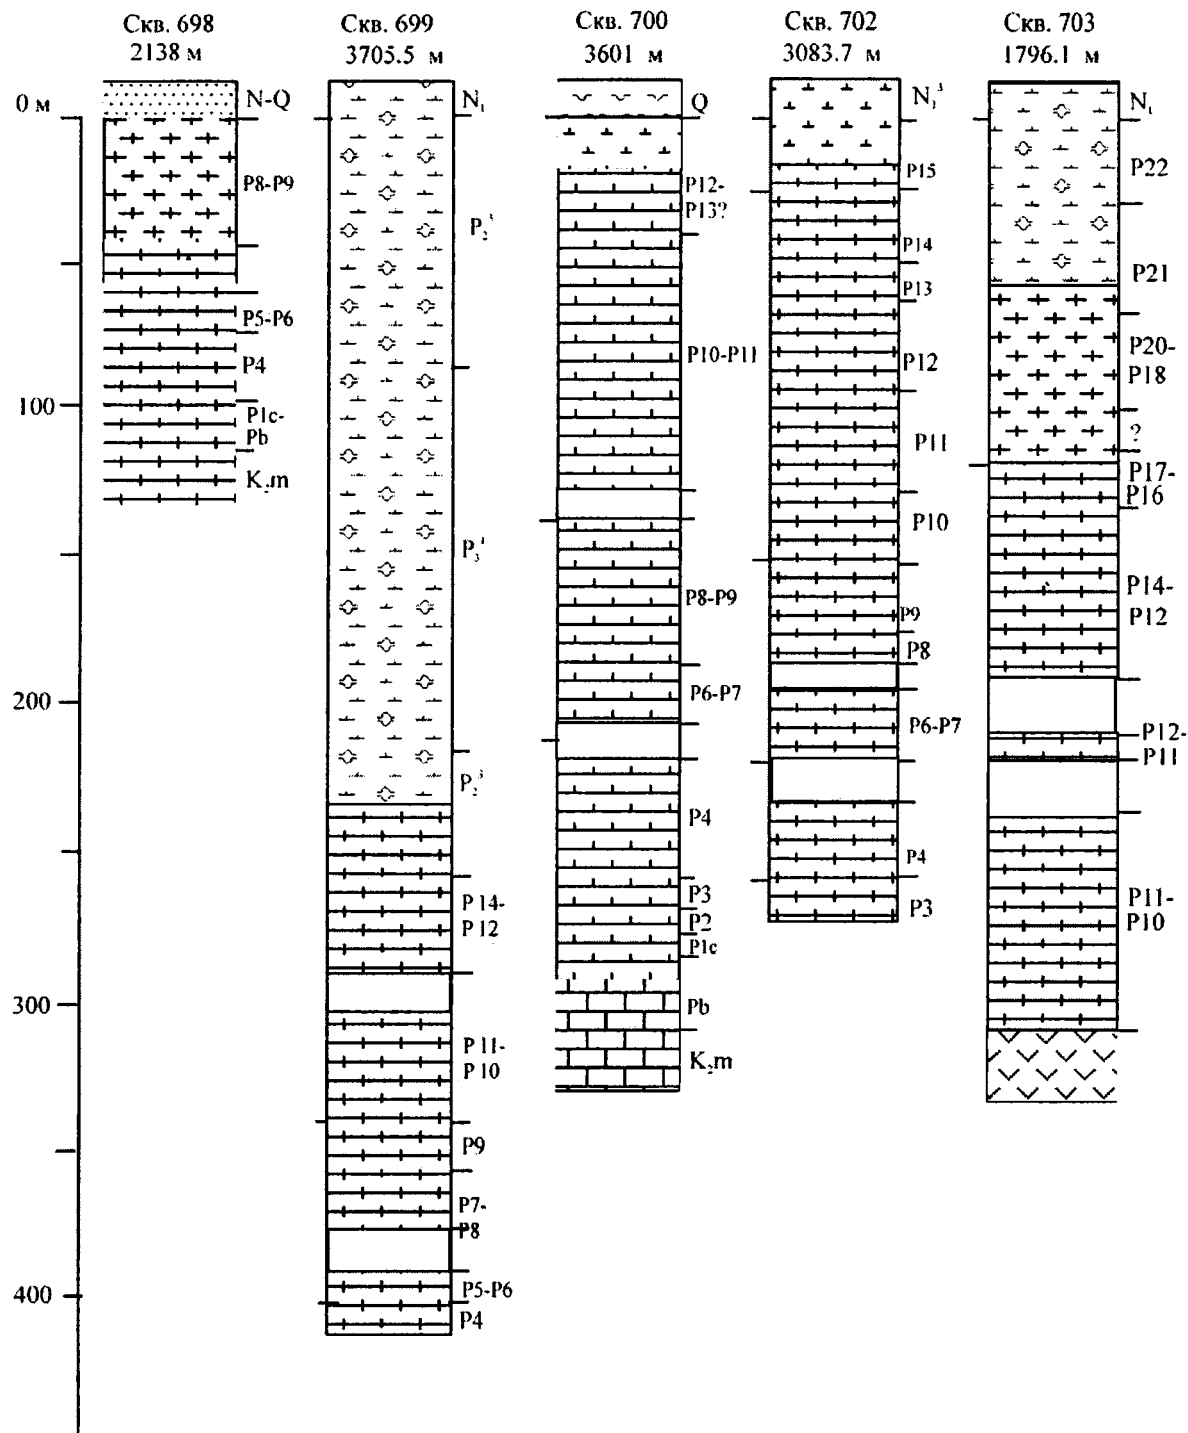 Скв. 698
2138 м
Скв. 699
3705.5 м
Скв. 700
3601 м
Скв. 702
3083.7 м
Скв. 703
1796.1 м
0 м
100
200
300
400
N-Q
P8-P9
P5-P6
P4
P1c-
Pb
K₂m
N₁
P₂³
P₃¹
P₂³
P14-
P12
P11-
P10
P9
P7-
P8
P5-P6
P4
Q
P12-
P13?
P10-P11
P8-P9
P6-P7
P4
P3
P2
P1c
Pb
K₂m
N₁³
P15
P14
P13
P12
P11
P10
P9
P8
P6-P7
P4
P3
N₁
P22
P21
P20-
P18
?
P17-
P16
P14-
P12
P12-
P11
P11-
P10